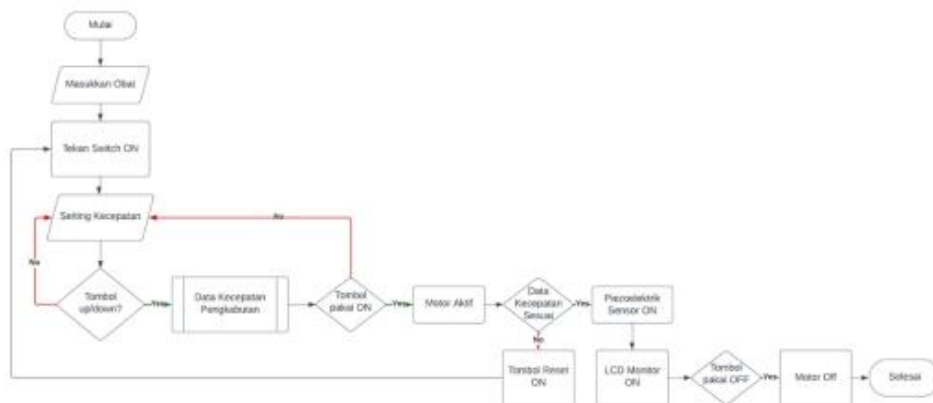 Mulai
Masukkan Obat
Tekan Switch ON
Setting Kecepatan
No
No
Tombol
up/down?
Yes
Data Kecepatan
Pengkabutan
Tombol
pakai ON
Yes
Motor Aktif
Data
Kecepatan
Sesuai
Yes
Piezoelektrik
Sensor ON
No
Tombol Reset
ON
LCD Monitor
ON
Tombol
pakai OFF
Yes
Motor Off
Selesai